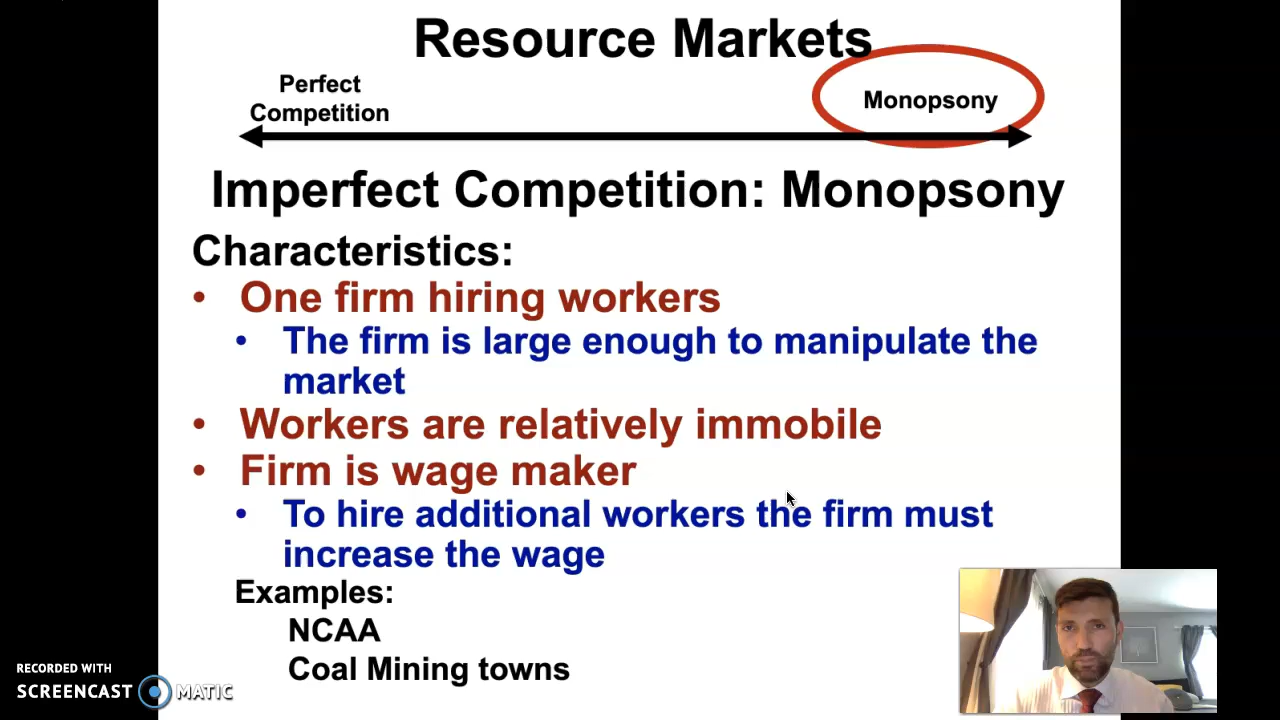 Resource Markets
Perfect
Competition
Monopsony
Imperfect Competition: Monopsony
Characteristics:
• One firm hiring workers
• The firm is large enough to manipulate the
market
• Workers are relatively immobile
• Firm is wage maker
• To hire additional workers the firm must
increase the wage
Examples:
NCAA
Coal Mining towns
RECORDED WITH
SCREENCAST MATIC